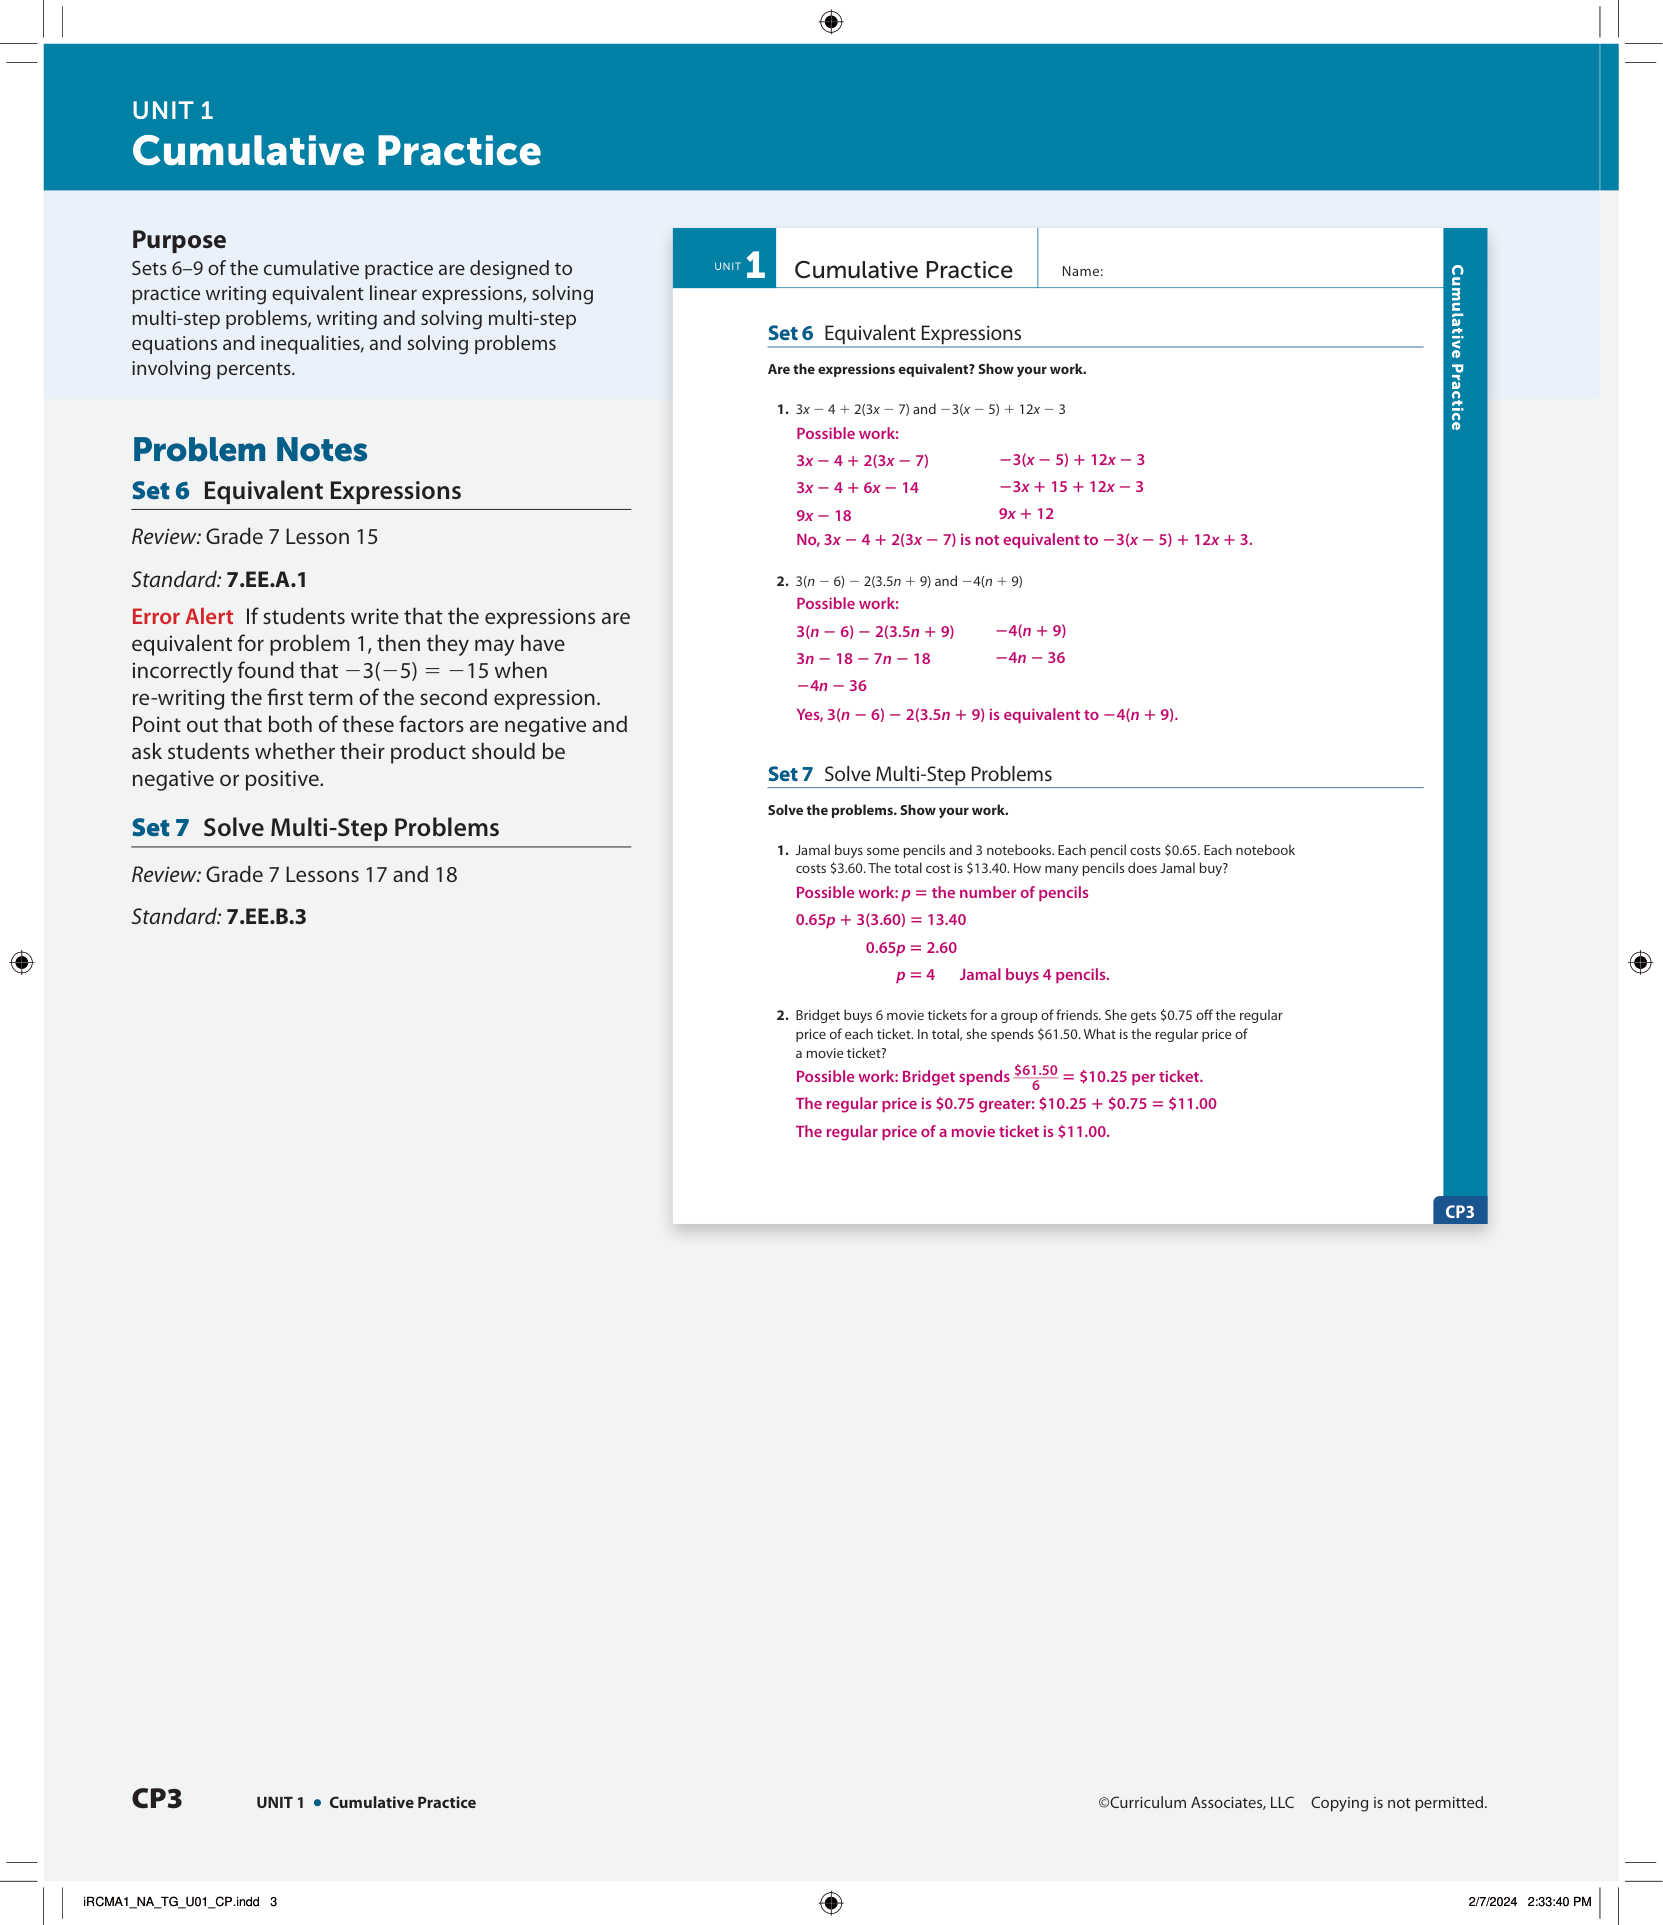 UNIT 1
Cumulative Practice
Purpose
Sets 6–9 of the cumulative practice are designed to
practice writing equivalent linear expressions, solving
multi-step problems, writing and solving multi-step
equations and inequalities, and solving problems
involving percents.
Problem Notes
Set 6 Equivalent Expressions
Review: Grade 7 Lesson 15
Standard: 7.EE.A.1
Error Alert If students write that the expressions are
equivalent for problem 1, then they may have
incorrectly found that −3(−5) = −15 when
re-writing the first term of the second expression.
Point out that both of these factors are negative and
ask students whether their product should be
negative or positive.
Set 7 Solve Multi-Step Problems
Review: Grade 7 Lessons 17 and 18
Standard: 7.EE.B.3
UNIT 1 Cumulative Practice Name:
Cumulative Practice
Set 6 Equivalent Expressions
Are the expressions equivalent? Show your work.
1. 3x − 4 + 2(3x − 7) and −3(x − 5) + 12x − 3
Possible work:
3x − 4 + 2(3x − 7) −3(x − 5) + 12x − 3
3x − 4 + 6x − 14 −3x + 15 + 12x − 3
9x − 18 9x + 12
No, 3x − 4 + 2(3x − 7) is not equivalent to −3(x − 5) + 12x + 3.
2. 3(n − 6) − 2(3.5n + 9) and −4(n + 9)
Possible work:
3(n − 6) − 2(3.5n + 9) −4(n + 9)
3n − 18 − 7n − 18 −4n − 36
−4n − 36
Yes, 3(n − 6) − 2(3.5n + 9) is equivalent to −4(n + 9).
Set 7 Solve Multi-Step Problems
Solve the problems. Show your work.
1. Jamal buys some pencils and 3 notebooks. Each pencil costs $0.65. Each notebook
costs $3.60. The total cost is $13.40. How many pencils does Jamal buy?
Possible work: p = the number of pencils
0.65p + 3(3.60) = 13.40
0.65p = 2.60
p = 4 Jamal buys 4 pencils.
2. Bridget buys 6 movie tickets for a group of friends. She gets $0.75 off the regular
price of each ticket. In total, she spends $61.50. What is the regular price of
a movie ticket?
Possible work: Bridget spends $61.50/6 = $10.25 per ticket.
The regular price is $0.75 greater: $10.25 + $0.75 = $11.00
The regular price of a movie ticket is $11.00.
CP3
CP3 UNIT 1 • Cumulative Practice ©Curriculum Associates, LLC Copying is not permitted.
iRCMA1_NA_TG_U01_CP.indd 3 2/7/2024 2:33:40 PM